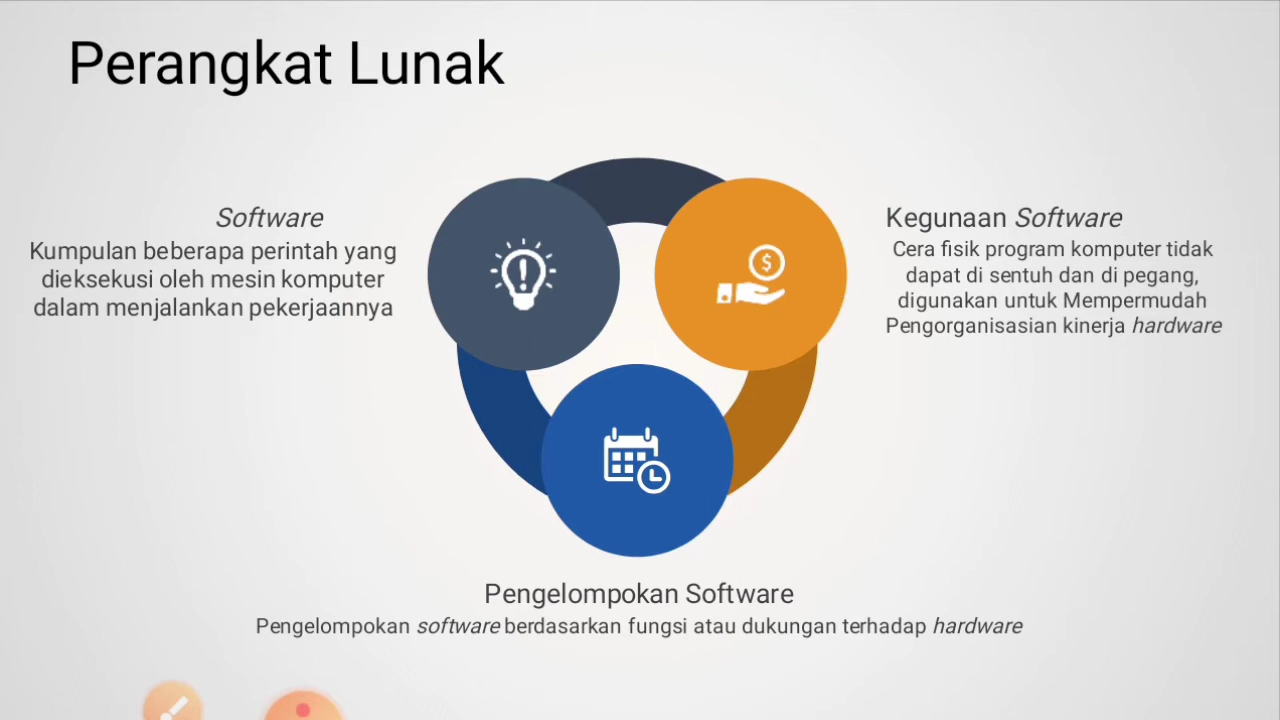 Perangkat Lunak
Software
Kumpulan beberapa perintah yang
dieksekusi oleh mesin komputer
dalam menjalankan pekerjaannya
Kegunaan Software
Cera fisik program komputer tidak
dapat di sentuh dan di pegang,
digunakan untuk Mempermudah
Pengorganisasian kinerja hardware
Pengelompokan Software
Pengelompokan software berdasarkan fungsi atau dukungan terhadap hardware